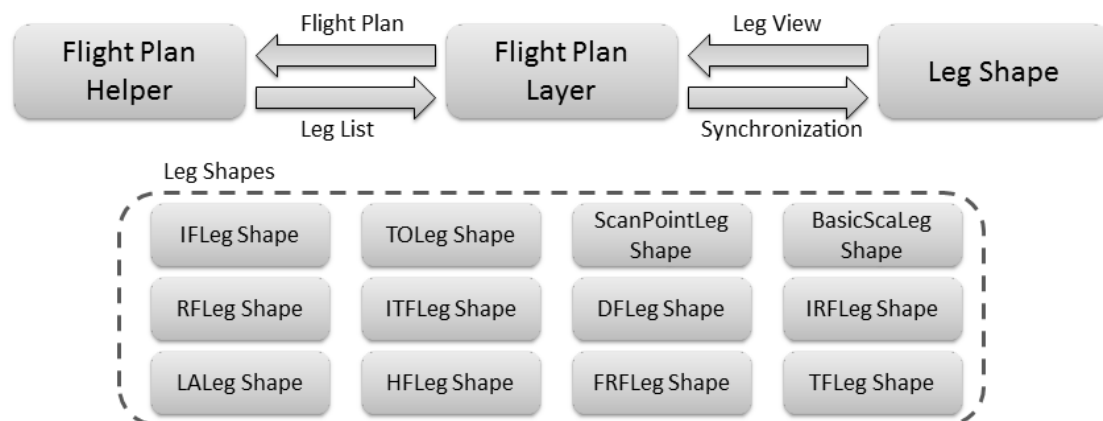 Flight Plan
Helper
Flight Plan
Leg List
Flight Plan
Layer
Leg View
Synchronization
Leg Shape
Leg Shapes
IFLeg Shape
TOLeg Shape
ScanPointLeg
Shape
BasicScaLeg
Shape
RFLeg Shape
ITFLeg Shape
DFLeg Shape
IRFLeg Shape
LALeg Shape
HFLeg Shape
FRFLeg Shape
TFLeg Shape